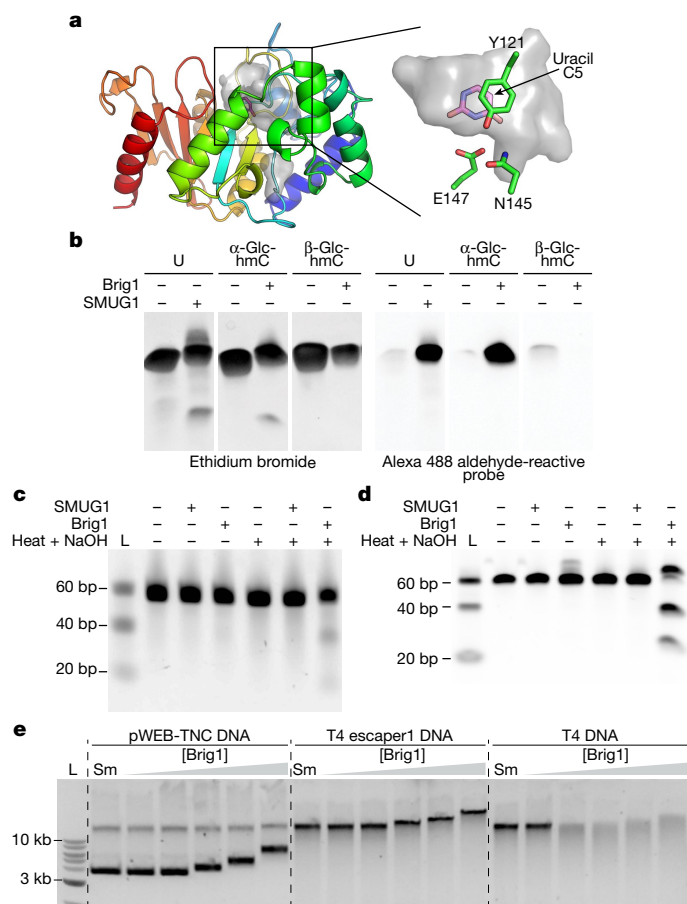 a
Y121
Uracil
C5
E147
N145
b
U
α-Glc-
hmC
β-Glc-
hmC
U
α-Glc-
hmC
β-Glc-
hmC
Brig1 – – – + – + – – – + – +
SMUG1 – + – – – – – + – – – –
Ethidium bromide
Alexa 488 aldehyde-reactive
probe
c
SMUG1 – + – – + –
Brig1 – – + – – +
Heat + NaOH L – – – + + +
60 bp
40 bp
20 bp
d
SMUG1 – + – – + –
Brig1 – – + – – +
Heat + NaOH L – – – + + +
60 bp
40 bp
20 bp
e
pWEB-TNC DNA
T4 escaper1 DNA
T4 DNA
[Brig1]
[Brig1]
[Brig1]
L Sm Sm Sm
10 kb
3 kb